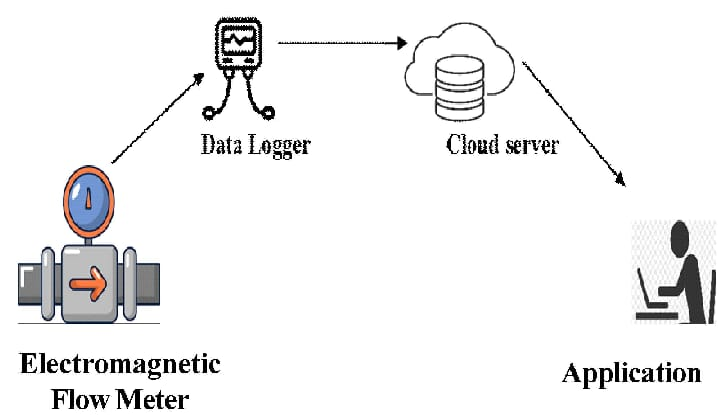 Data Logger
Cloud server
Electromagnetic
Flow Meter
Application